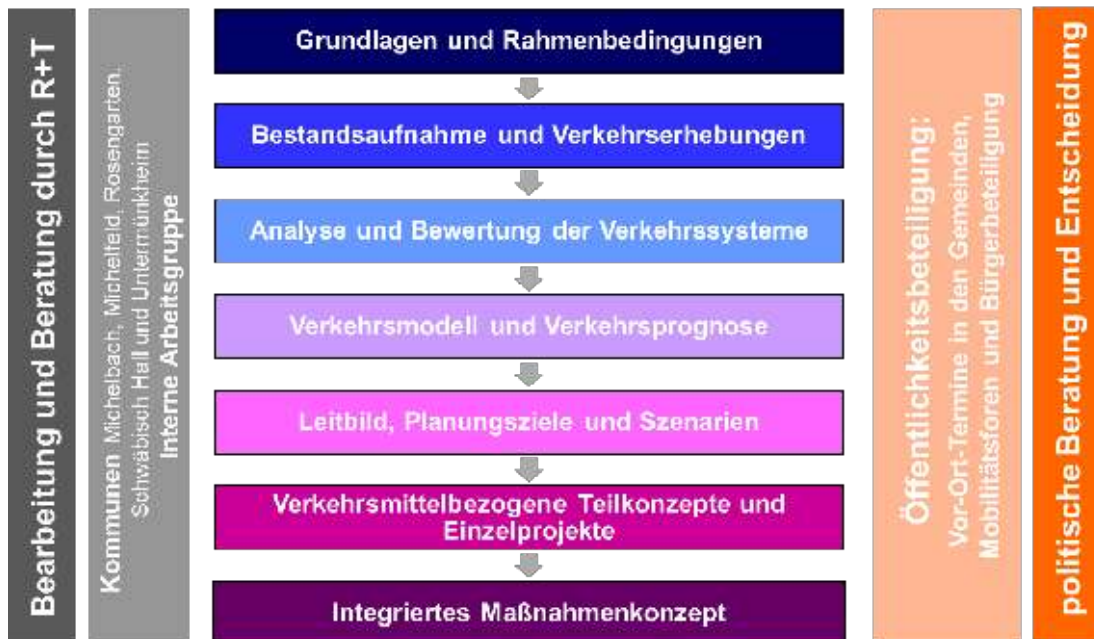 Bearbeitung und Beratung durch R+T
Kommunen Michelbach, Michelfeld, Rosengarten,
Schwäbisch Hall und Untermünkheim
Interne Arbeitsgruppe
Grundlagen und Rahmenbedingungen
Bestandsaufnahme und Verkehrserhebungen
Analyse und Bewertung der Verkehrssysteme
Verkehrsmodell und Verkehrsprognose
Leitbild, Planungsziele und Szenarien
Verkehrsmittelbezogene Teilkonzepte und
Einzelprojekte
Integriertes Maßnahmenkonzept
Öffentlichkeitsbeteiligung:
Vor-Ort-Termine in den Gemeinden,
Mobilitätsforen und Bürgerbeteiligung
politische Beratung und Entscheidung